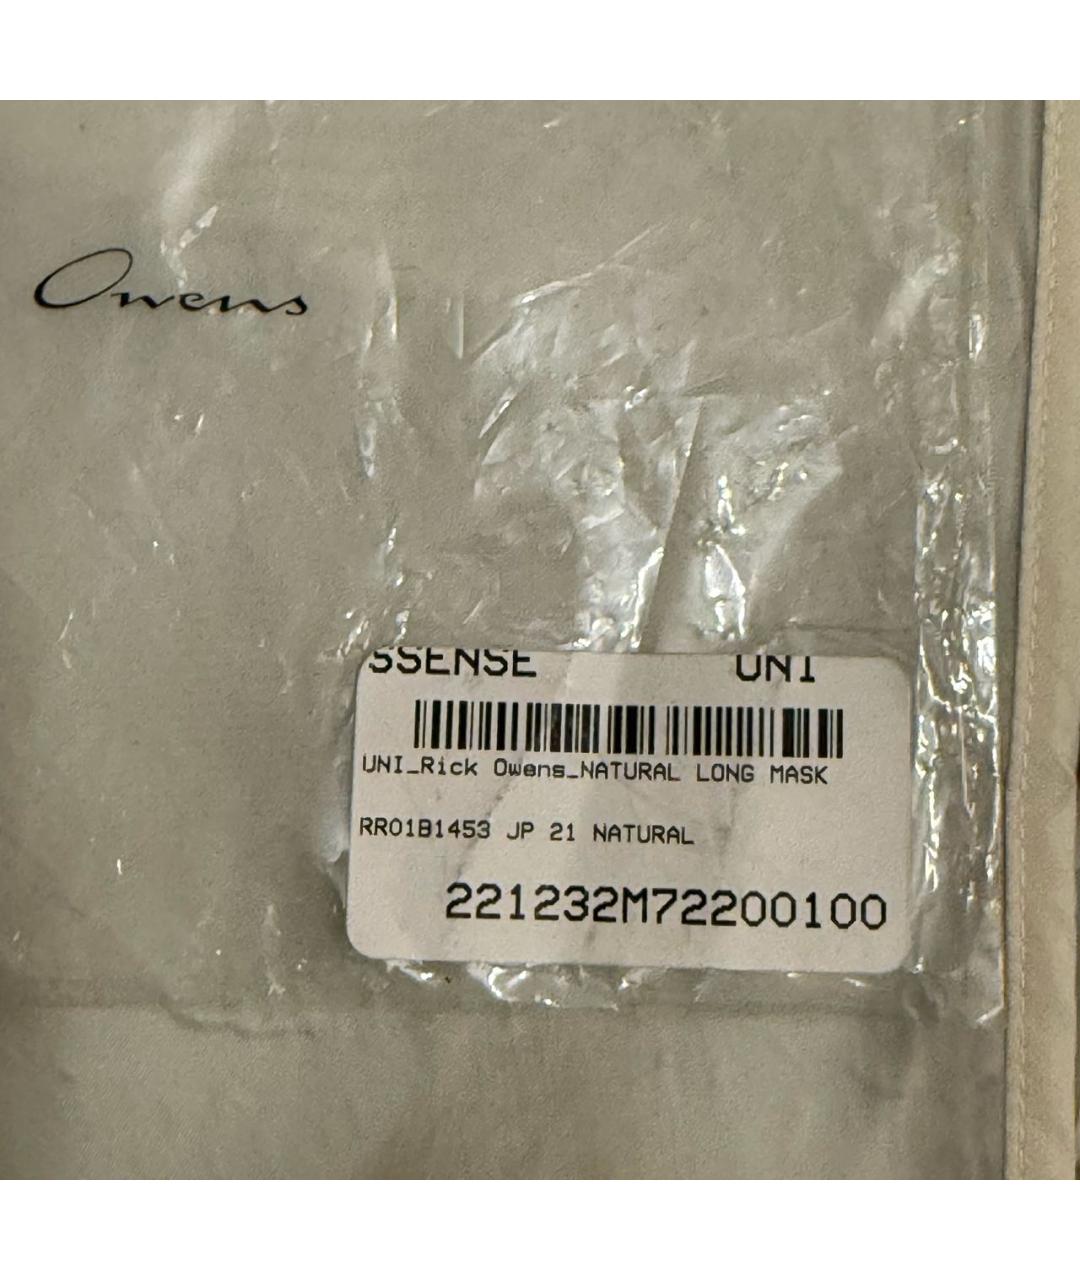 Owens
SSENSE UNI
UNI_Rick Owens_NATURAL LONG MASK
RR01B1453 JP 21 NATURAL
221232M72200100